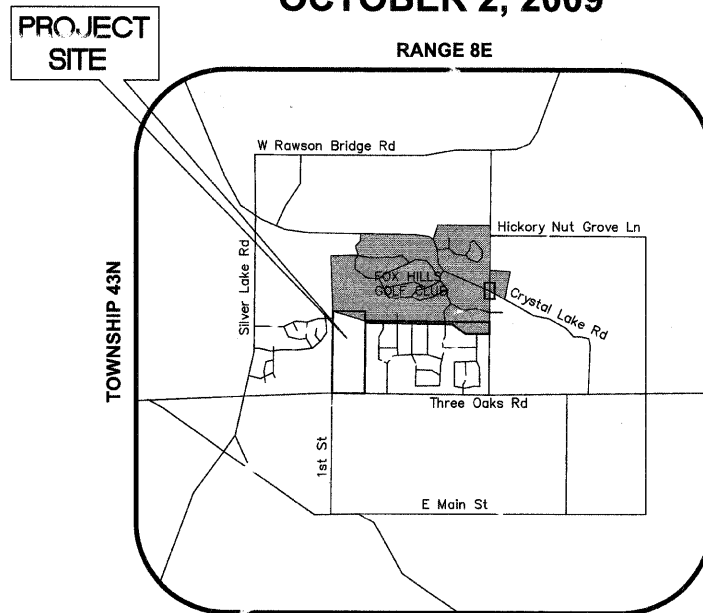 OCTOBER 2, 2009
PROJECT
SITE
RANGE 8E
TOWNSHIP 43N
W Rawson Bridge Rd
Silver Lake Rd
Hickory Nut Grove Ln
FOX HILLS
GOLF CLUB
Crystal Lake Rd
Three Oaks Rd
1st St
E Main St